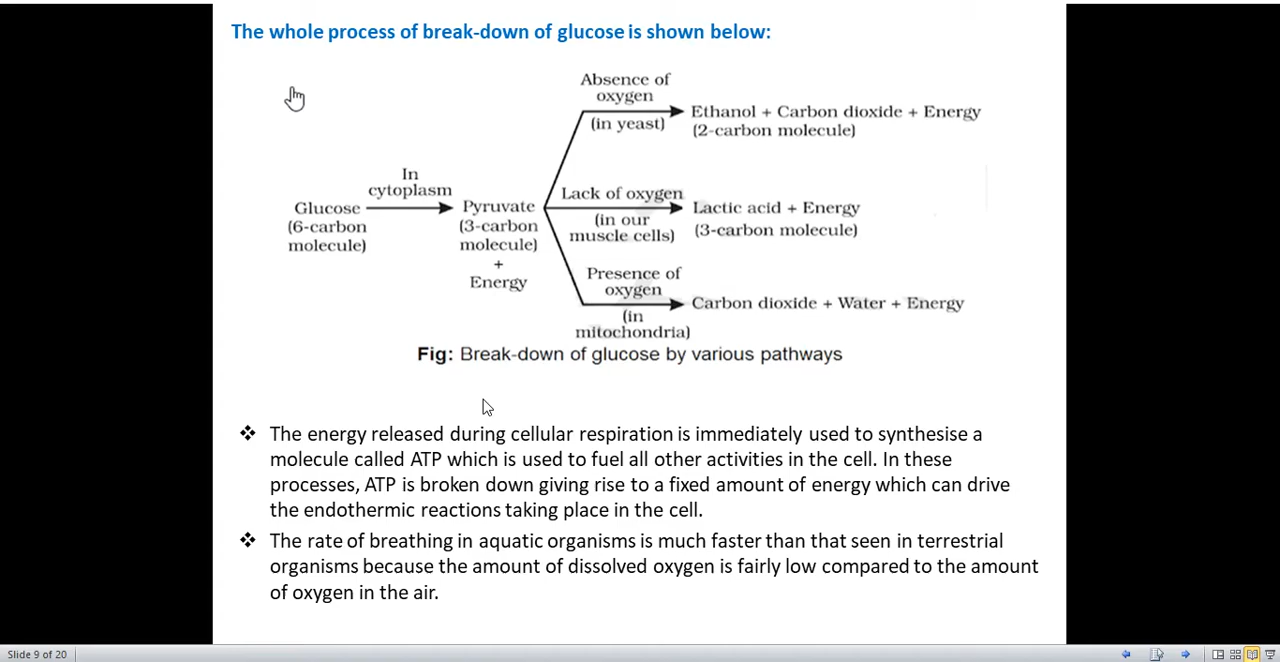 The whole process of break-down of glucose is shown below:
Absence of
oxygen
(in yeast)
Ethanol + Carbon dioxide + Energy
(2-carbon molecule)
In
cytoplasm
Glucose
(6-carbon
molecule)
Pyruvate
(3-carbon
molecule)
+
Energy
Lack of oxygen
(in our
muscle cells)
Lactic acid + Energy
(3-carbon molecule)
Presence of
oxygen
(in
mitochondria)
Carbon dioxide + Water + Energy
Fig: Break-down of glucose by various pathways
❖ The energy released during cellular respiration is immediately used to synthesise a
molecule called ATP which is used to fuel all other activities in the cell. In these
processes, ATP is broken down giving rise to a fixed amount of energy which can drive
the endothermic reactions taking place in the cell.
❖ The rate of breathing in aquatic organisms is much faster than that seen in terrestrial
organisms because the amount of dissolved oxygen is fairly low compared to the amount
of oxygen in the air.
Slide 9 of 20